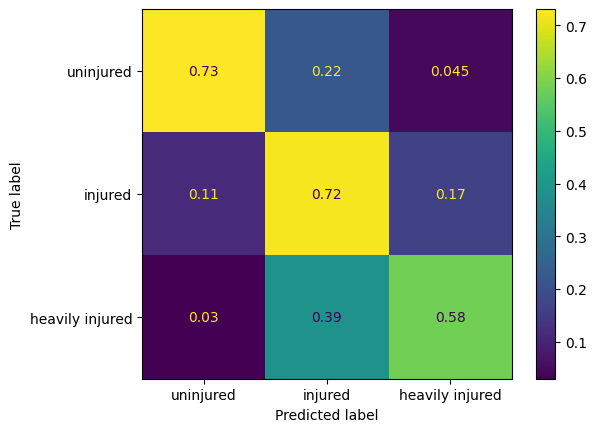 uninjured 0.73 0.22 0.045
injured 0.11 0.72 0.17
heavily injured 0.03 0.39 0.58
uninjured injured heavily injured
Predicted label
True label
0.7
0.6
0.5
0.4
0.3
0.2
0.1